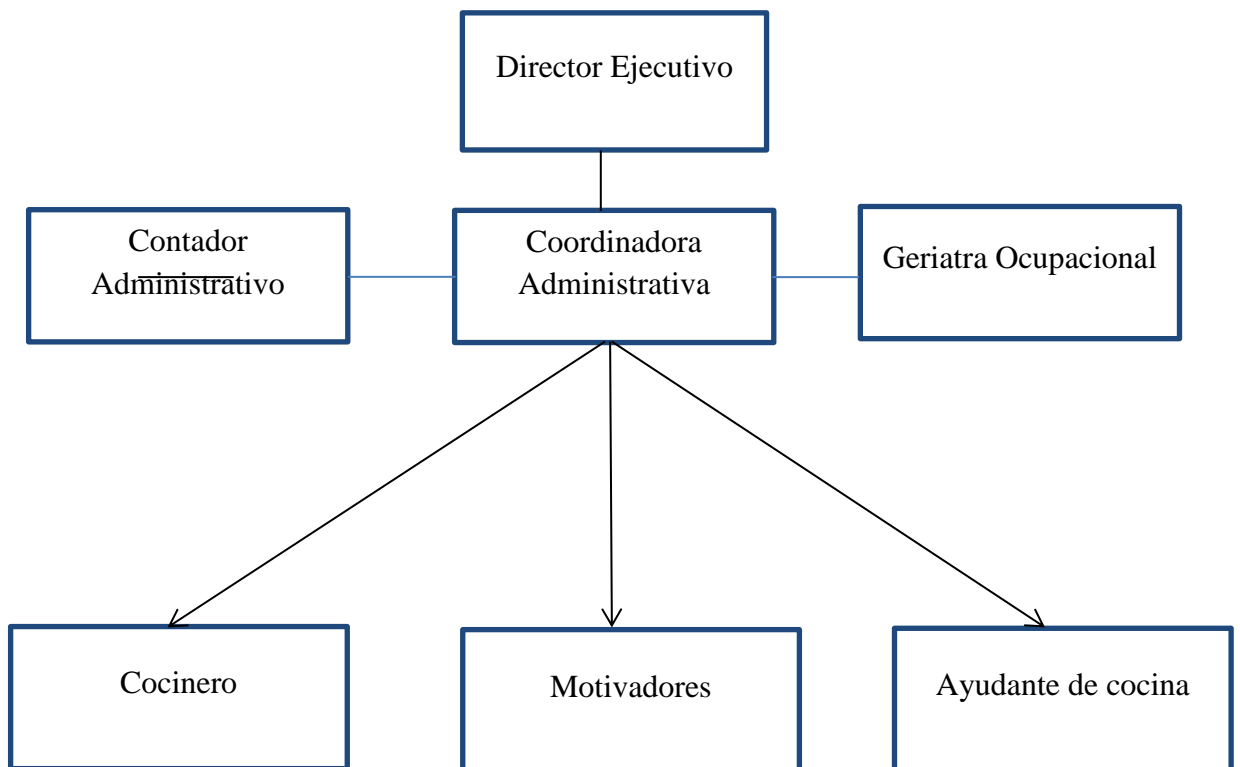 Director Ejecutivo
Contador
Administrativo
Coordinadora
Administrativa
Geriatra Ocupacional
Cocinero
Motivadores
Ayudante de cocina